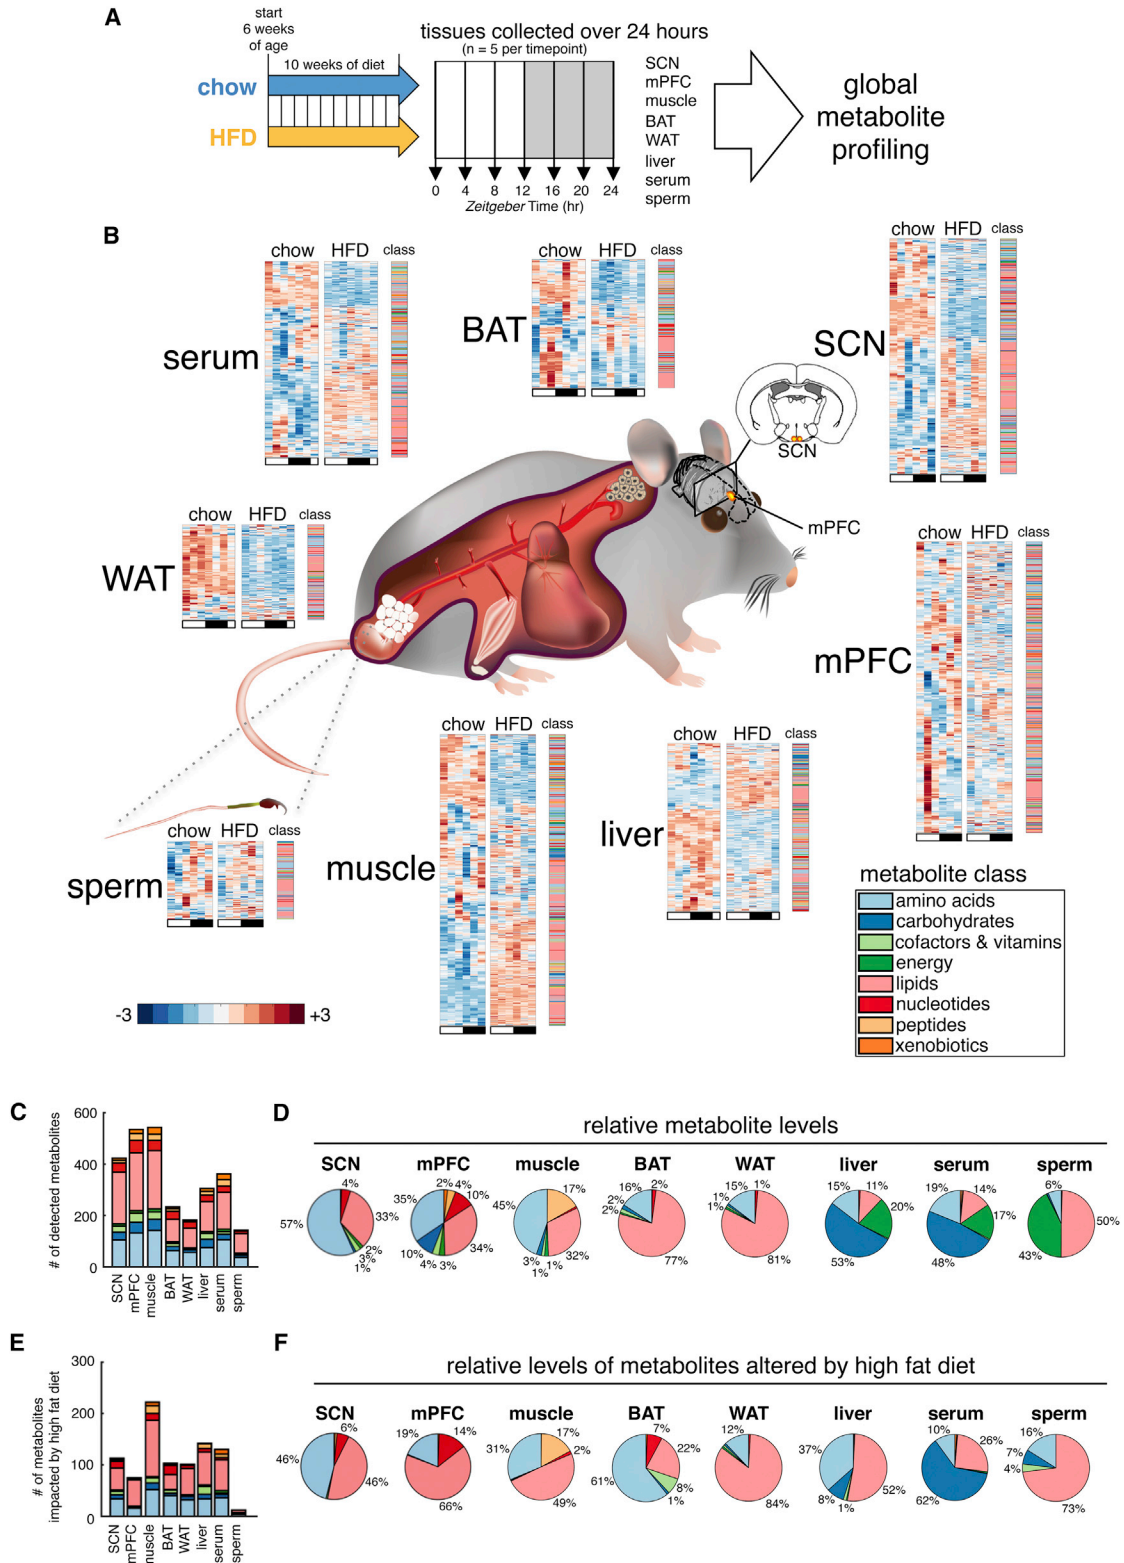 A
start
6 weeks
of age
10 weeks of diet
chow
HFD
tissues collected over 24 hours
(n = 5 per timepoint)
0 4 8 12 16 20 24
Zeitgeber Time (hr)
SCN
mPFC
muscle
BAT
WAT
liver
serum
sperm
global
metabolite
profiling
B
chow HFD class
serum
chow HFD class
BAT
chow HFD class
SCN
SCN
mPFC
chow HFD class
WAT
chow HFD class
mPFC
chow HFD class
muscle
chow HFD class
liver
chow HFD class
sperm
-3 +3
metabolite class
amino acids
carbohydrates
cofactors & vitamins
energy
lipids
nucleotides
peptides
xenobiotics
C
# of detected metabolites
600
400
200
0
SCN
mPFC
muscle
BAT
WAT
liver
serum
sperm
D
relative metabolite levels
SCN
4%
33%
2%
3%
1%
57%
mPFC
2% 4%
10%
34%
3%
4%
10%
35%
muscle
17%
32%
1%
1%
3%
45%
BAT
2%
77%
2%
2%
16%
WAT
1%
81%
1%
1%
15%
liver
11%
20%
53%
15%
serum
14%
17%
48%
19%
sperm
50%
43%
6%
E
# of metabolites
impacted by high fat diet
300
200
100
0
SCN
mPFC
muscle
BAT
WAT
liver
serum
sperm
F
relative levels of metabolites altered by high fat diet
SCN
6%
46%
46%
mPFC
14%
66%
19%
muscle
17%
2%
49%
31%
BAT
7%
22%
8%
1%
61%
WAT
84%
12%
liver
52%
1%
8%
37%
serum
26%
62%
10%
sperm
73%
4%
7%
16%